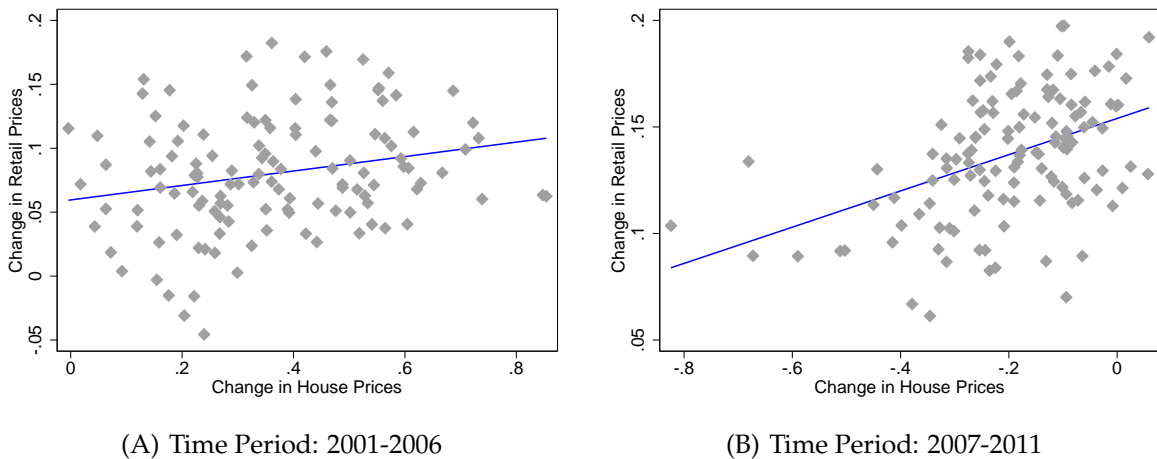 .2
.15
.1
.05
0
-.05
Change in Retail Prices
0 .2 .4 .6 .8
Change in House Prices
(A) Time Period: 2001-2006
.2
.15
.1
.05
Change in Retail Prices
-.8 -.6 -.4 -.2 0
Change in House Prices
(B) Time Period: 2007-2011